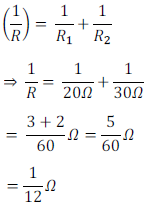 (1/R) = 1/R₁ + 1/R₂
⇒ 1/R = 1/20Ω + 1/30Ω
= 3 + 2/60 Ω = 5/60 Ω
= 1/12 Ω